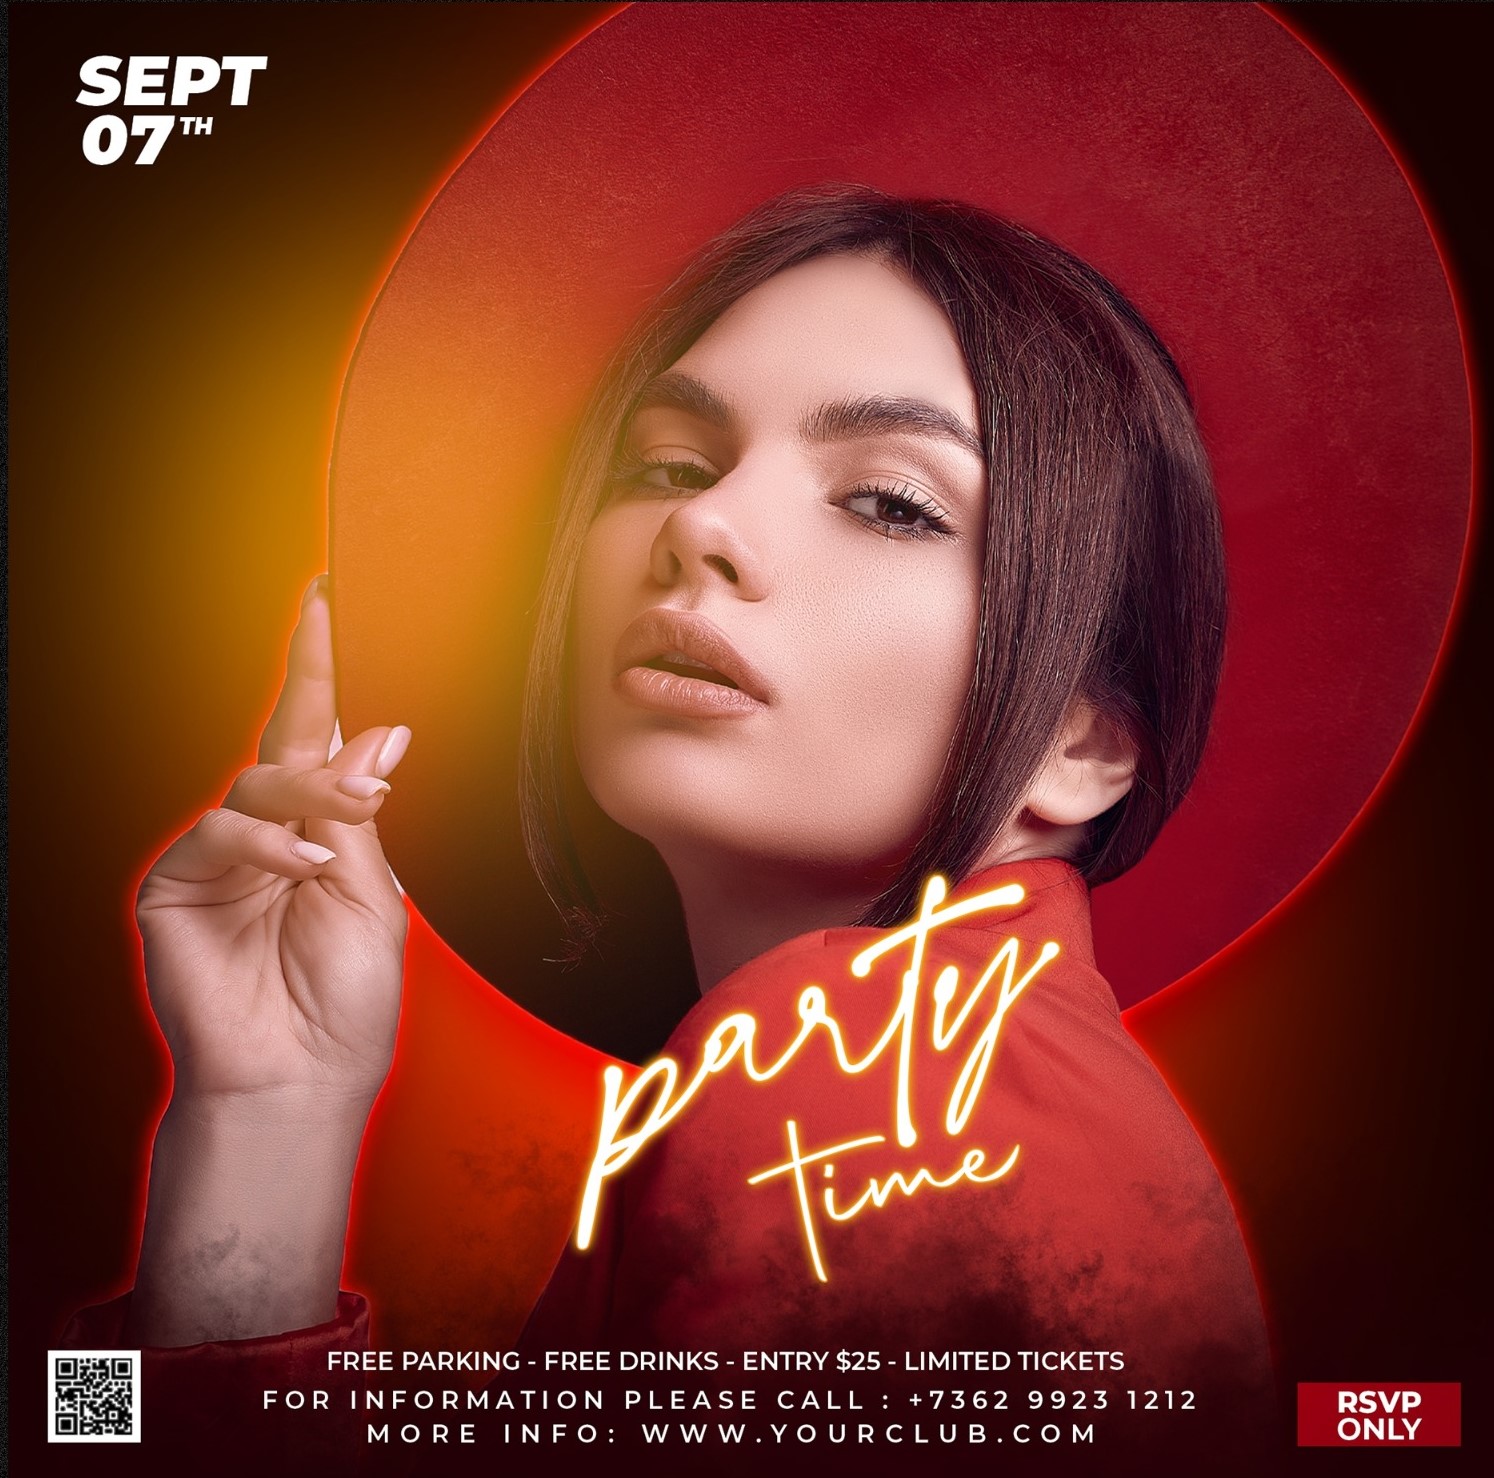 SEPT
07TH
party
time
FREE PARKING - FREE DRINKS - ENTRY $25 - LIMITED TICKETS
FOR INFORMATION PLEASE CALL : +7362 9923 1212
MORE INFO: WWW.YOURCLUB.COM
RSVP
ONLY